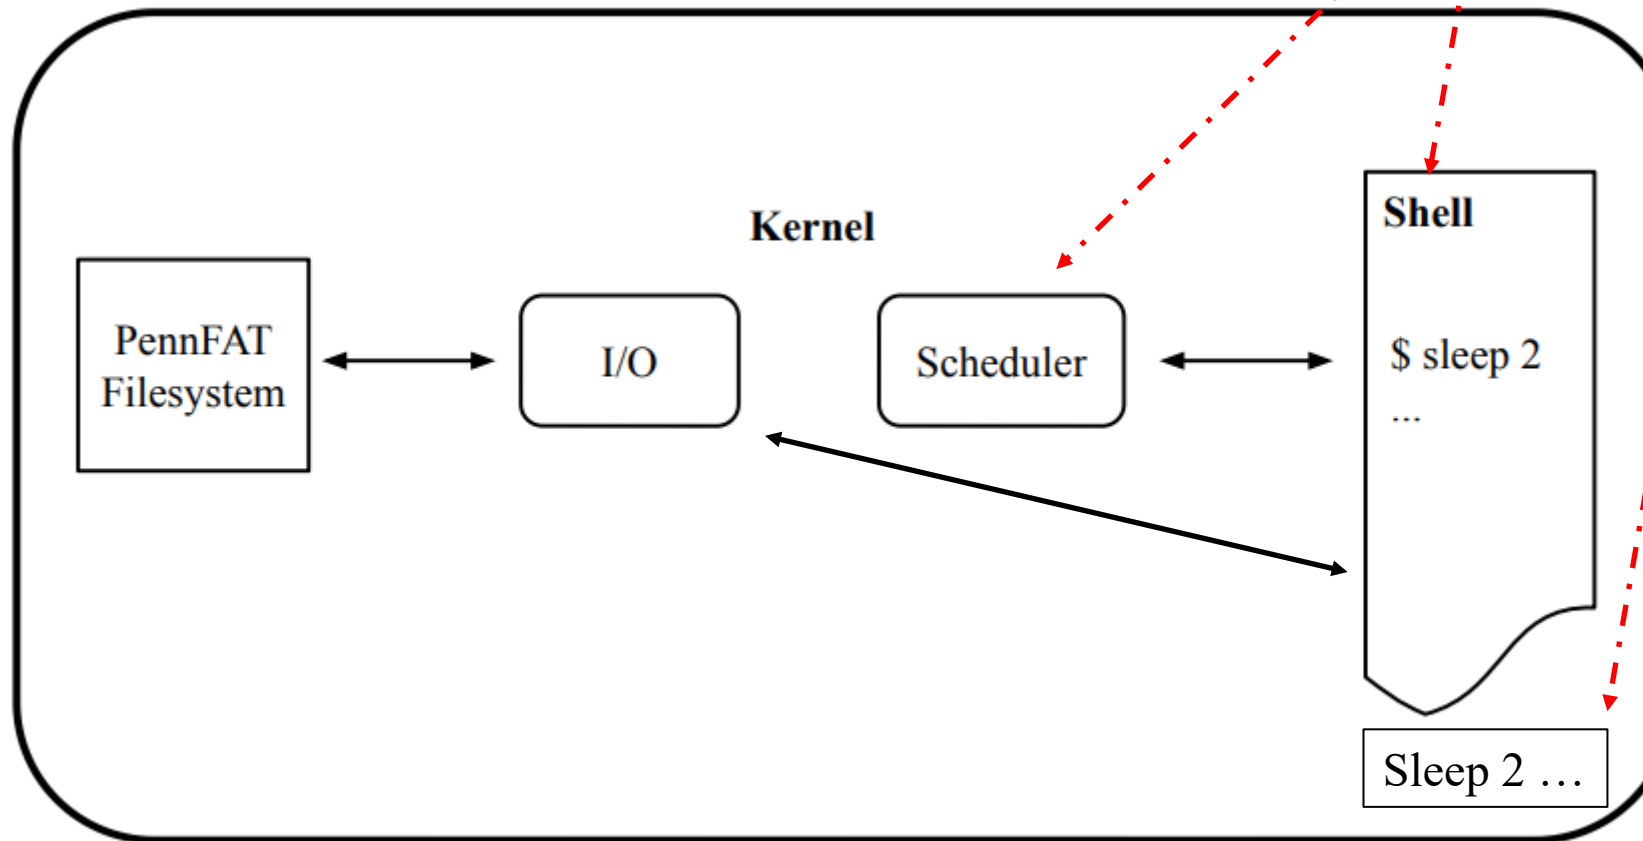 Kernel
PennFAT
Filesystem
I/O
Scheduler
Shell
$ sleep 2
...
Sleep 2 …